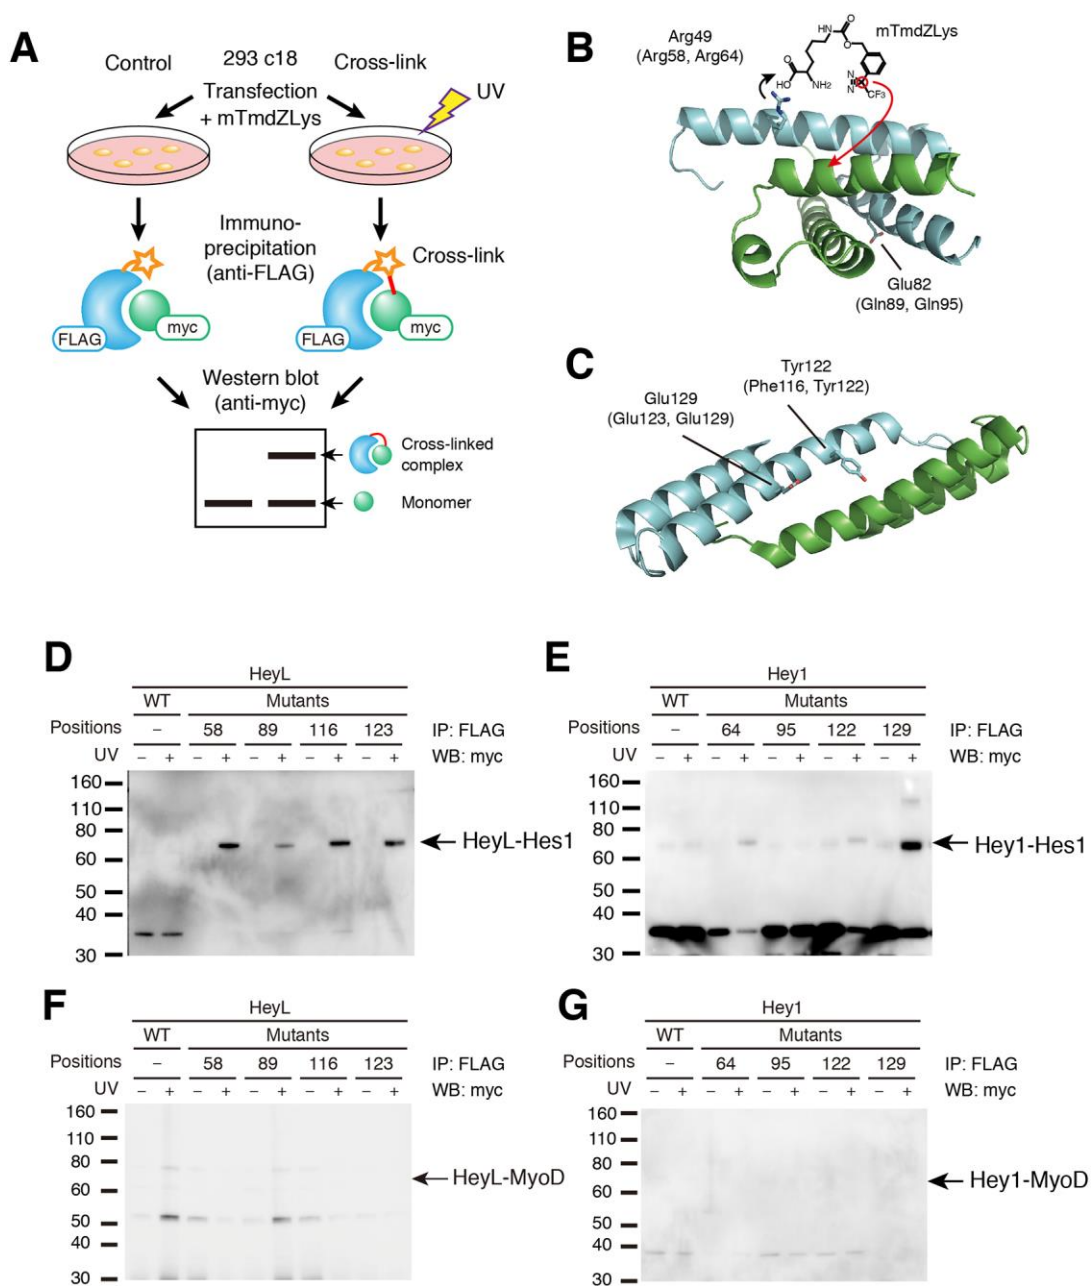 A
Control
293 c18
Cross-link
Transfection
+ mTmdZLys
UV
Immuno-
precipitation
(anti-FLAG)
Cross-link
FLAG
myc
FLAG
myc
Western blot
(anti-myc)
Cross-linked
complex
Monomer
B
Arg49
(Arg58, Arg64)
mTmdZLys
HN
O
O
O
HO
NH2
N
N
CF3
Glu82
(Gln89, Gln95)
C
Tyr122
(Phe116, Tyr122)
Glu129
(Glu123, Glu129)
D
HeyL
WT Mutants
Positions – 58 89 116 123 IP: FLAG
UV – + – + – + – + – + WB: myc
160
110
80
60
50
40
30
HeyL-Hes1
E
Hey1
WT Mutants
Positions – 64 95 122 129 IP: FLAG
UV – + – + – + – + – + WB: myc
160
110
80
60
50
40
30
Hey1-Hes1
F
HeyL
WT Mutants
Positions – 58 89 116 123 IP: FLAG
UV – + – + – + – + – + WB: myc
160
110
80
60
50
40
30
HeyL-MyoD
G
Hey1
WT Mutants
Positions – 64 95 122 129 IP: FLAG
UV – + – + – + – + – + WB: myc
160
110
80
60
50
40
30
Hey1-MyoD